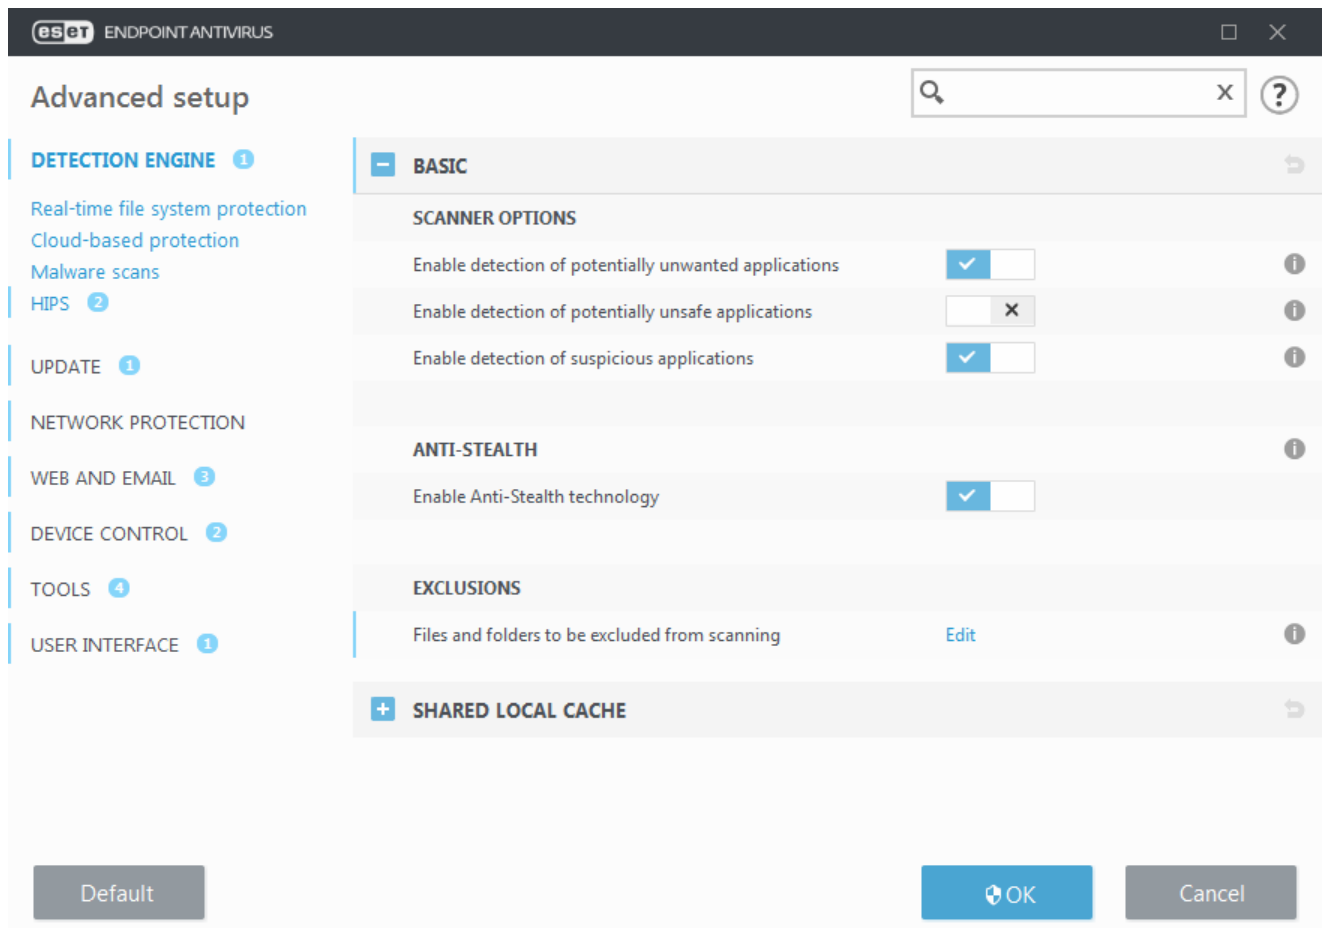 eset ENDPOINT ANTIVIRUS
Advanced setup
X
?
DETECTION ENGINE 1
Real-time file system protection
Cloud-based protection
Malware scans
HIPS 2
UPDATE 1
NETWORK PROTECTION
WEB AND EMAIL 3
DEVICE CONTROL 2
TOOLS 4
USER INTERFACE 1
BASIC
SCANNER OPTIONS
Enable detection of potentially unwanted applications
Enable detection of potentially unsafe applications
Enable detection of suspicious applications
ANTI-STEALTH
Enable Anti-Stealth technology
EXCLUSIONS
Files and folders to be excluded from scanning Edit
SHARED LOCAL CACHE
Default
OK
Cancel